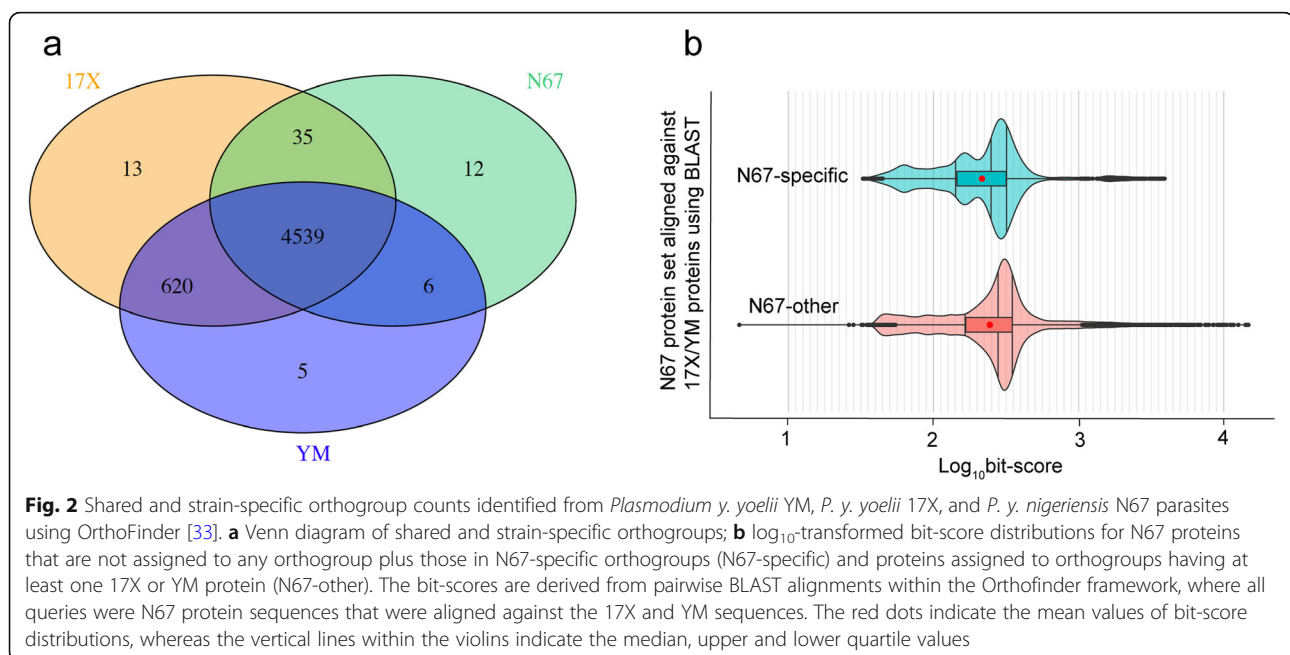 a
17X
N67
35
13
12
4539
620
6
5
YM
b
N67 protein set aligned against
17X/YM proteins using BLAST
N67-specific
N67-other
1 2 3 4
Log₁₀bit-score
Fig. 2 Shared and strain-specific orthogroup counts identified from Plasmodium y. yoelii YM, P. y. yoelii 17X, and P. y. nigeriensis N67 parasites
using OrthoFinder [33]. a Venn diagram of shared and strain-specific orthogroups; b log₁₀-transformed bit-score distributions for N67 proteins
that are not assigned to any orthogroup plus those in N67-specific orthogroups (N67-specific) and proteins assigned to orthogroups having at
least one 17X or YM protein (N67-other). The bit-scores are derived from pairwise BLAST alignments within the Orthofinder framework, where all
queries were N67 protein sequences that were aligned against the 17X and YM sequences. The red dots indicate the mean values of bit-score
distributions, whereas the vertical lines within the violins indicate the median, upper and lower quartile values